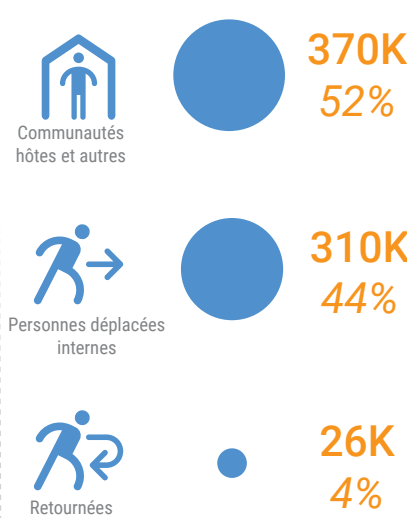 370K
52%
Communautés
hôtes et autres
310K
44%
Personnes déplacées
internes
26K
4%
Retournées